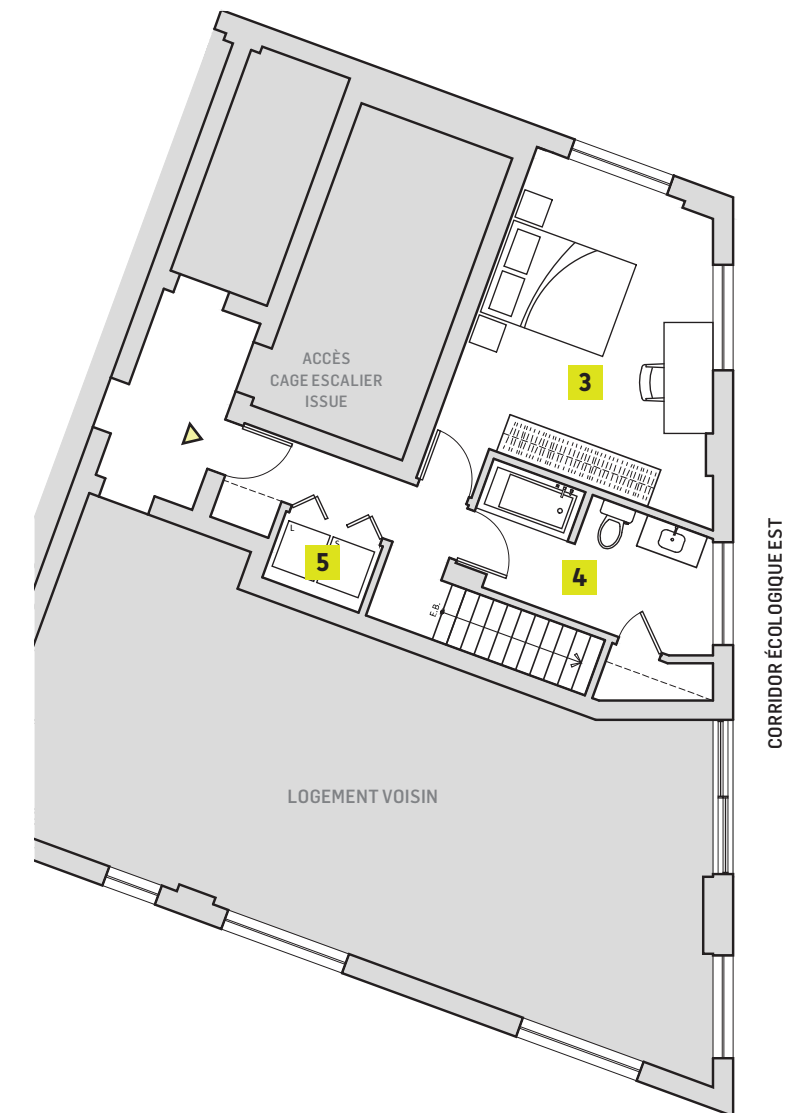 ACCÈS
CAGE ESCALIER
ISSUE
3
L
S
5
4
E.B.
CORRIDOR ÉCOLOGIQUE EST
LOGEMENT VOISIN